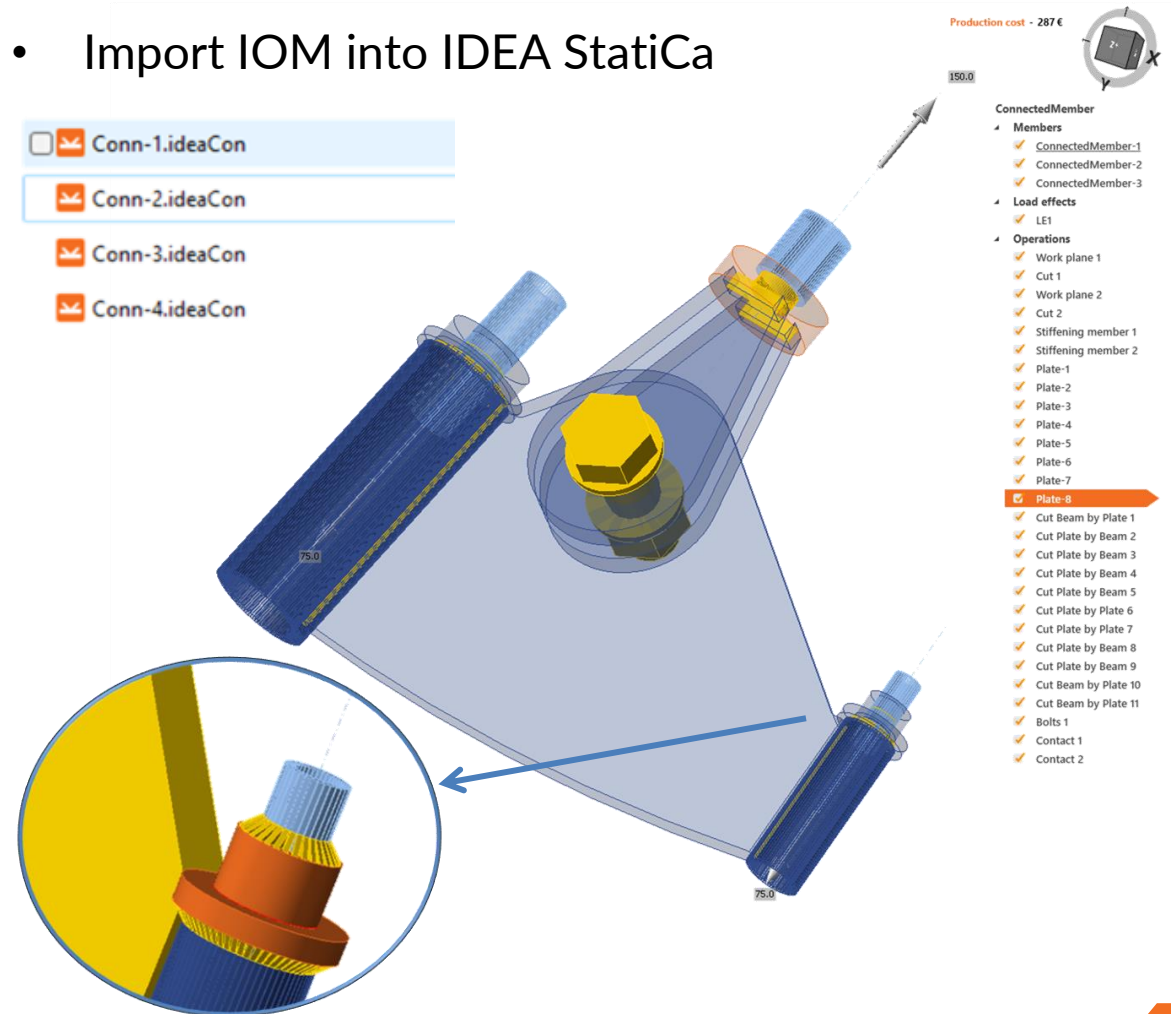 • Import IOM into IDEA StatiCa
Conn-1.ideaCon
Conn-2.ideaCon
Conn-3.ideaCon
Conn-4.ideaCon
Production cost - 287 €
Z+
X
Y
150.0
75.0
75.0
ConnectedMember
Members
ConnectedMember-1
ConnectedMember-2
ConnectedMember-3
Load effects
LE1
Operations
Work plane 1
Cut 1
Work plane 2
Cut 2
Stiffening member 1
Stiffening member 2
Plate-1
Plate-2
Plate-3
Plate-4
Plate-5
Plate-6
Plate-7
Plate-8
Cut Beam by Plate 1
Cut Plate by Beam 2
Cut Plate by Beam 3
Cut Plate by Beam 4
Cut Plate by Beam 5
Cut Plate by Plate 6
Cut Plate by Plate 7
Cut Plate by Beam 8
Cut Plate by Beam 9
Cut Beam by Plate 10
Cut Beam by Plate 11
Bolts 1
Contact 1
Contact 2